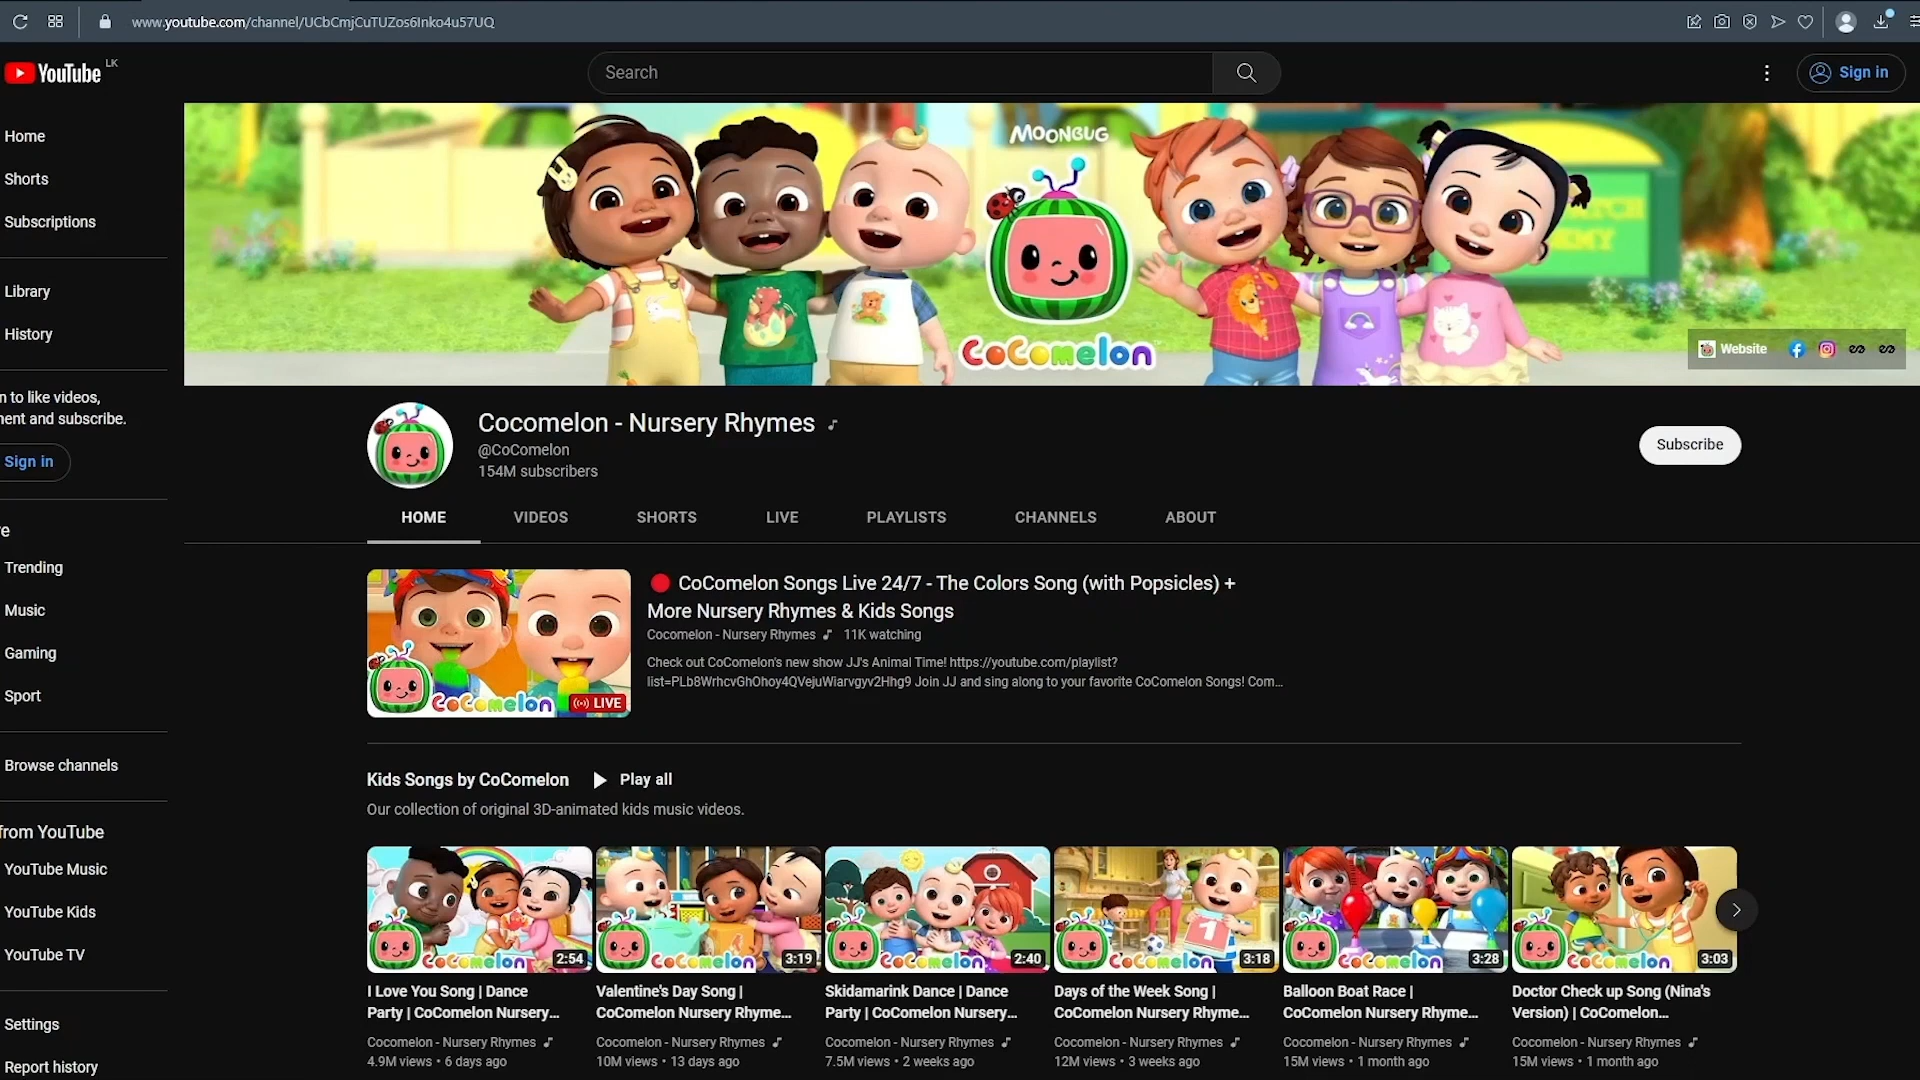 www.youtube.com/channel/UCbCmjCuTUZos6Inko4u57UQ
YouTube LK
Search
Sign in
Home
Shorts
Subscriptions
Library
History
n to like videos,
ment and subscribe.
Sign in
re
Trending
Music
Gaming
Sport
Browse channels
from YouTube
YouTube Music
YouTube Kids
YouTube TV
Settings
Report history
MOONBUG
CoComelon
Website
Cocomelon - Nursery Rhymes
@CoComelon
154M subscribers
Subscribe
HOME VIDEOS SHORTS LIVE PLAYLISTS CHANNELS ABOUT
CoComelon
LIVE
CoComelon Songs Live 24/7 - The Colors Song (with Popsicles) +
More Nursery Rhymes & Kids Songs
Cocomelon - Nursery Rhymes 11K watching
Check out CoComelon's new show JJ's Animal Time! https://youtube.com/playlist?
list=PLb8WrhcvGhOhoy4QVejuWiarvgyv2Hhg9 Join JJ and sing along to your favorite CoComelon Songs! Com...
Kids Songs by CoComelon Play all
Our collection of original 3D-animated kids music videos.
CoComelon 2:54
I Love You Song | Dance
Party | CoComelon Nursery...
Cocomelon - Nursery Rhymes
4.9M views • 6 days ago
CoComelon 3:19
Valentine's Day Song |
CoComelon Nursery Rhyme...
Cocomelon - Nursery Rhymes
10M views • 13 days ago
CoComelon 2:40
Skidamarink Dance | Dance
Party | CoComelon Nursery...
Cocomelon - Nursery Rhymes
7.5M views • 2 weeks ago
1
CoComelon 3:18
Days of the Week Song |
CoComelon Nursery Rhyme...
Cocomelon - Nursery Rhymes
12M views • 3 weeks ago
CoComelon 3:28
Balloon Boat Race |
CoComelon Nursery Rhyme...
Cocomelon - Nursery Rhymes
15M views • 1 month ago
CoComelon 3:03
Doctor Check up Song (Nina's
Version) | CoComelon...
Cocomelon - Nursery Rhymes
15M views • 1 month ago